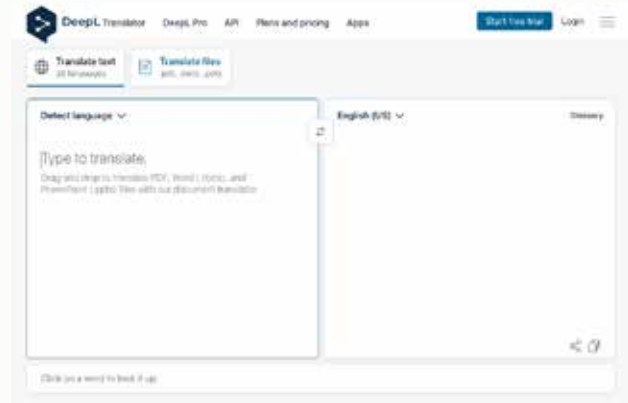 DeepL Translator DeepL Pro API Plans and pricing Apps Start free trial Login
Translate text
Translate files
Detect language
English (US)
Glossary
Type to translate.
Drag and drop to translate PDF, Word (.docx), and
PowerPoint (.pptx) files with our document translator.
Click on a word to look it up.